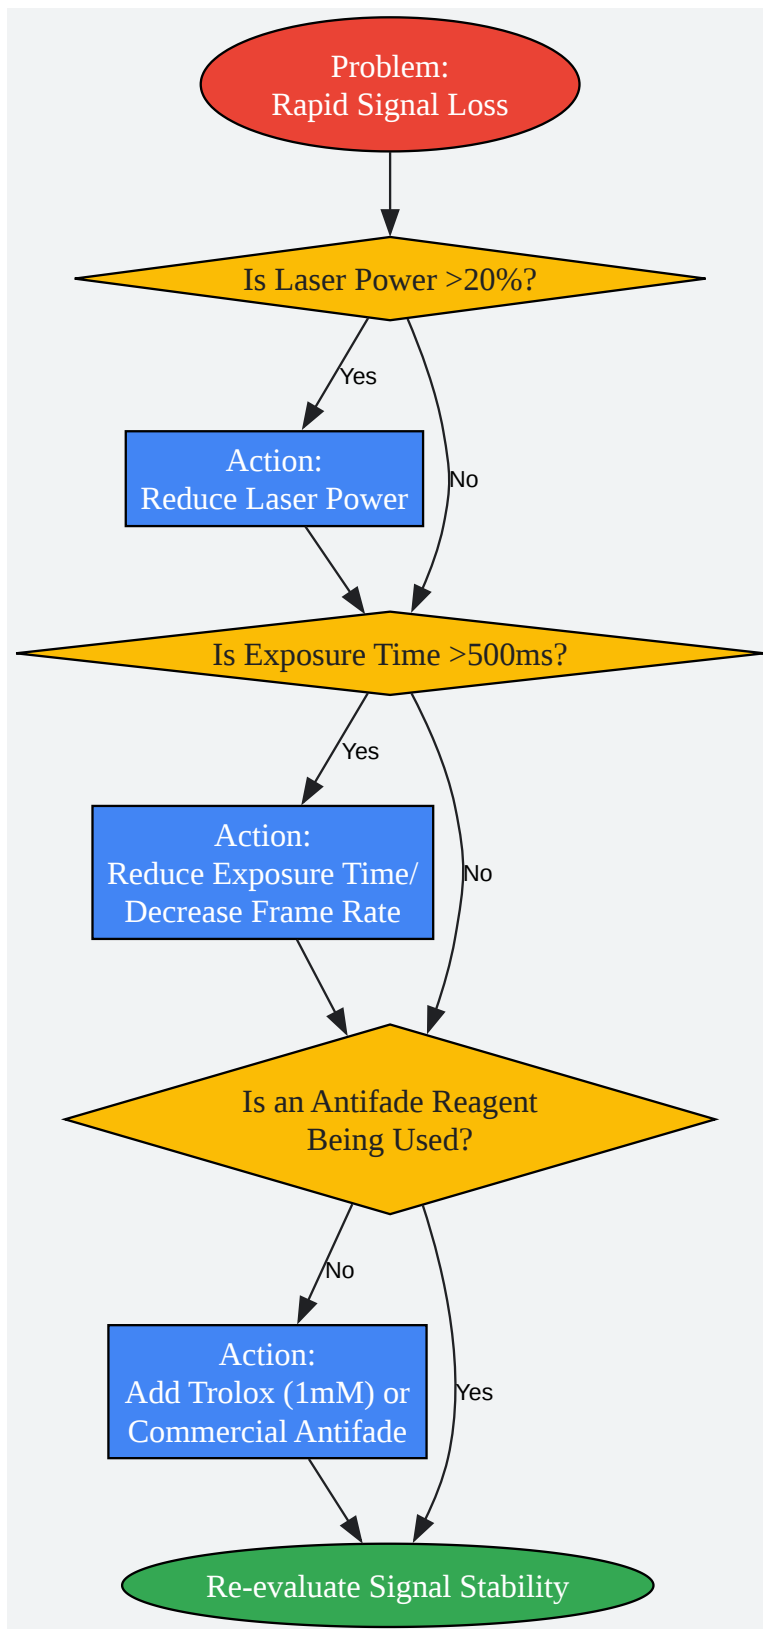 Problem:
Rapid Signal Loss
Is Laser Power >20%?
Yes
Action:
Reduce Laser Power
No
Is Exposure Time >500ms?
Yes
Action:
Reduce Exposure Time/
Decrease Frame Rate
No
Is an Antifade Reagent
Being Used?
No
Action:
Add Trolox (1mM) or
Commercial Antifade
Yes
Re-evaluate Signal Stability